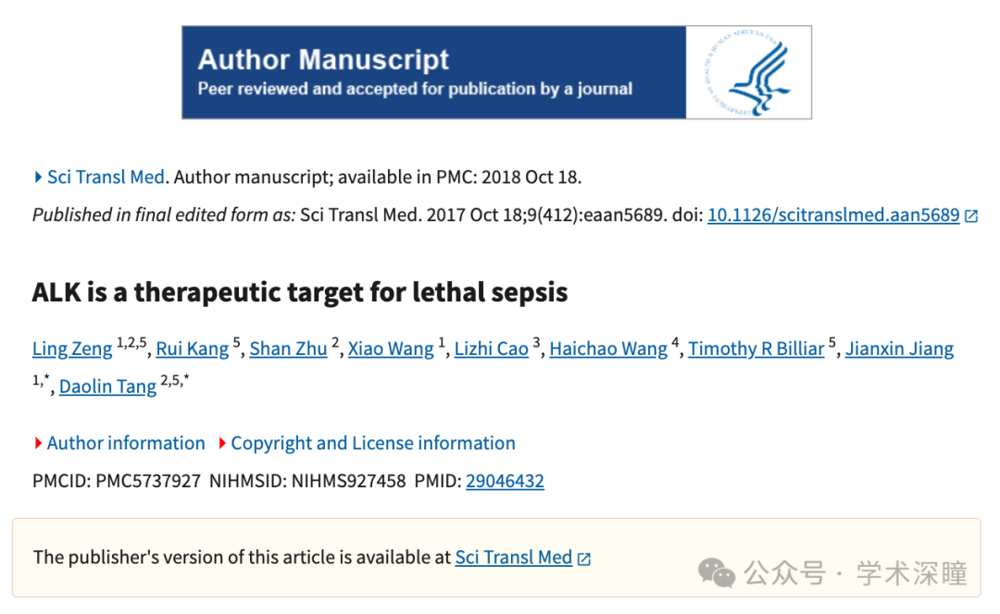 Author Manuscript
Peer reviewed and accepted for publication by a journal
Sci Transl Med. Author manuscript; available in PMC: 2018 Oct 18.
Published in final edited form as: Sci Transl Med. 2017 Oct 18;9(412):eaan5689. doi: 10.1126/scitranslmed.aan5689
ALK is a therapeutic target for lethal sepsis
Ling Zeng 1,2,5, Rui Kang 5, Shan Zhu 2, Xiao Wang 1, Lizhi Cao 3, Haichao Wang 4, Timothy R Billiar 5, Jianxin Jiang
1,*, Daolin Tang 2,5,*
Author information Copyright and License information
PMCID: PMC5737927 NIHMSID: NIHMS927458 PMID: 29046432
The publisher's version of this article is available at Sci Transl Med
公众号 · 学术深瞳